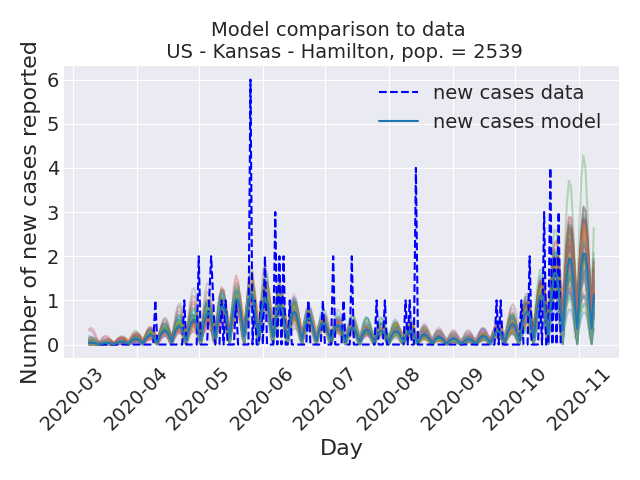 Model comparison to data
US - Kansas - Hamilton, pop. = 2539
Number of new cases reported
6
5
4
3
2
1
0
new cases data
new cases model
2020-03
2020-04
2020-05
2020-06
2020-07
2020-08
2020-09
2020-10
2020-11
Day